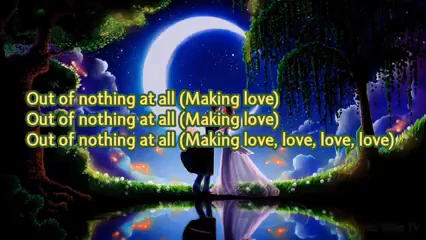 Out of nothing at all (Making love)
Out of nothing at all (Making love)
Out of nothing at all (Making love, love, love, love)